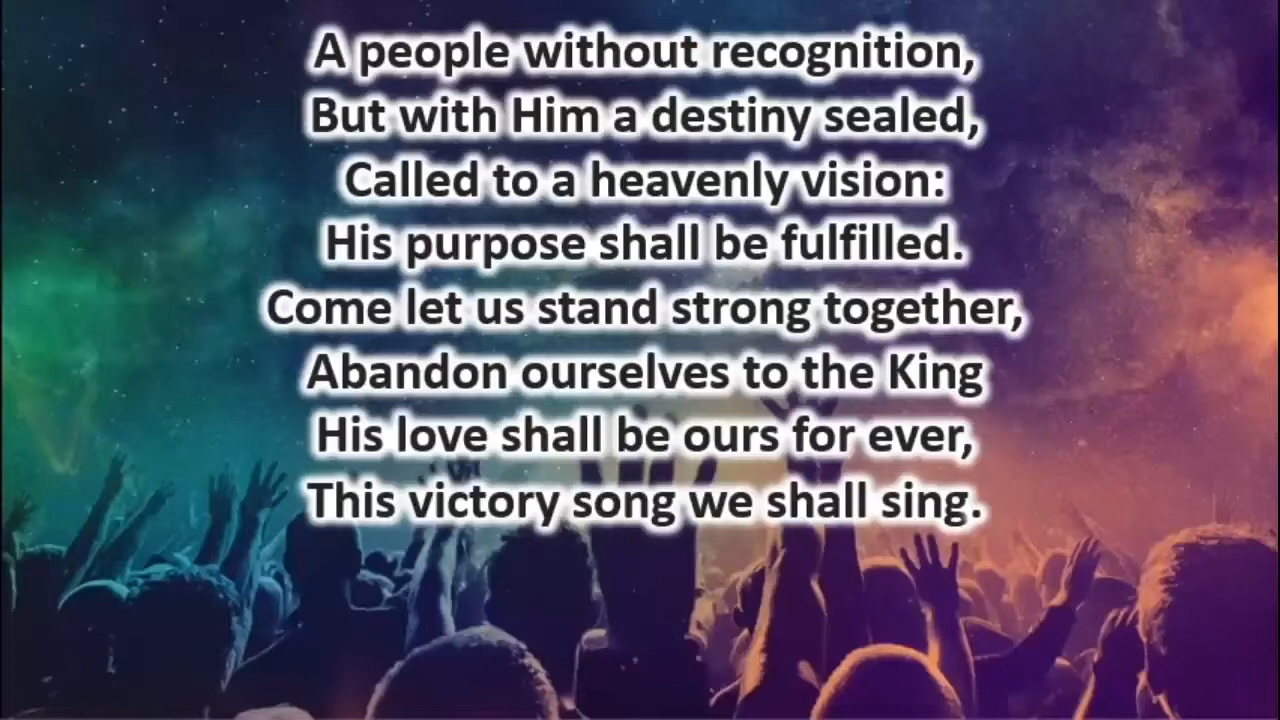 A people without recognition,
But with Him a destiny sealed,
Called to a heavenly vision:
His purpose shall be fulfilled.
Come let us stand strong together,
Abandon ourselves to the King
His love shall be ours for ever,
This victory song we shall sing.